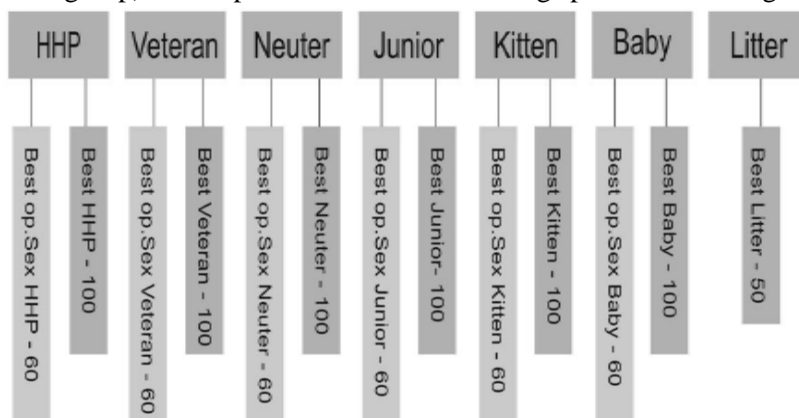 HHP
Veteran
Neuter
Junior
Kitten
Baby
Litter
Best op.Sex HHP - 60
Best HHP - 100
Best op.Sex Veteran - 60
Best Veteran - 100
Best op.Sex Neuter - 60
Best Neuter - 100
Best op.Sex Junior - 60
Best Junior- 100
Best op.Sex Kitten - 60
Best Kitten - 100
Best op.Sex Baby - 60
Best Baby - 100
Best Litter - 50